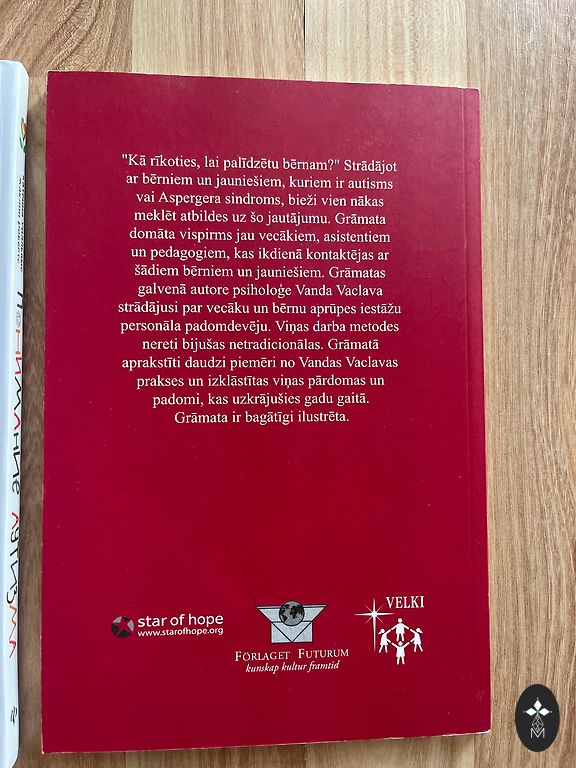 "Kā rīkoties, lai palīdzētu bērnam?" Strādājot
ar bērniem un jauniešiem, kuriem ir autisms
vai Aspergera sindroms, bieži vien nākas
meklēt atbildes uz šo jautājumu. Grāmata
domāta vispirms jau vecākiem, asistentiem
un pedagogiem, kas ikdienā kontaktējas ar
šādiem bērniem un jauniešiem. Grāmatas
galvenā autore psiholoģe Vanda Vaclava
strādājusi par vecāku un bērnu aprūpes iestāžu
personāla padomdevēju. Viņas darba metodes
nereti bijušas netradicionālas. Grāmatā
aprakstīti daudzi piemēri no Vandas Vaclavas
prakses un izklāstītas viņas pārdomas un
padomi, kas uzkrājušies gadu gaitā.
Grāmata ir bagātīgi ilustrēta.
star of hope
www.starofhope.org
FÖRLAGET FUTURUM
kunskap kultur framtid
VELKI
Понимание аутизма
M